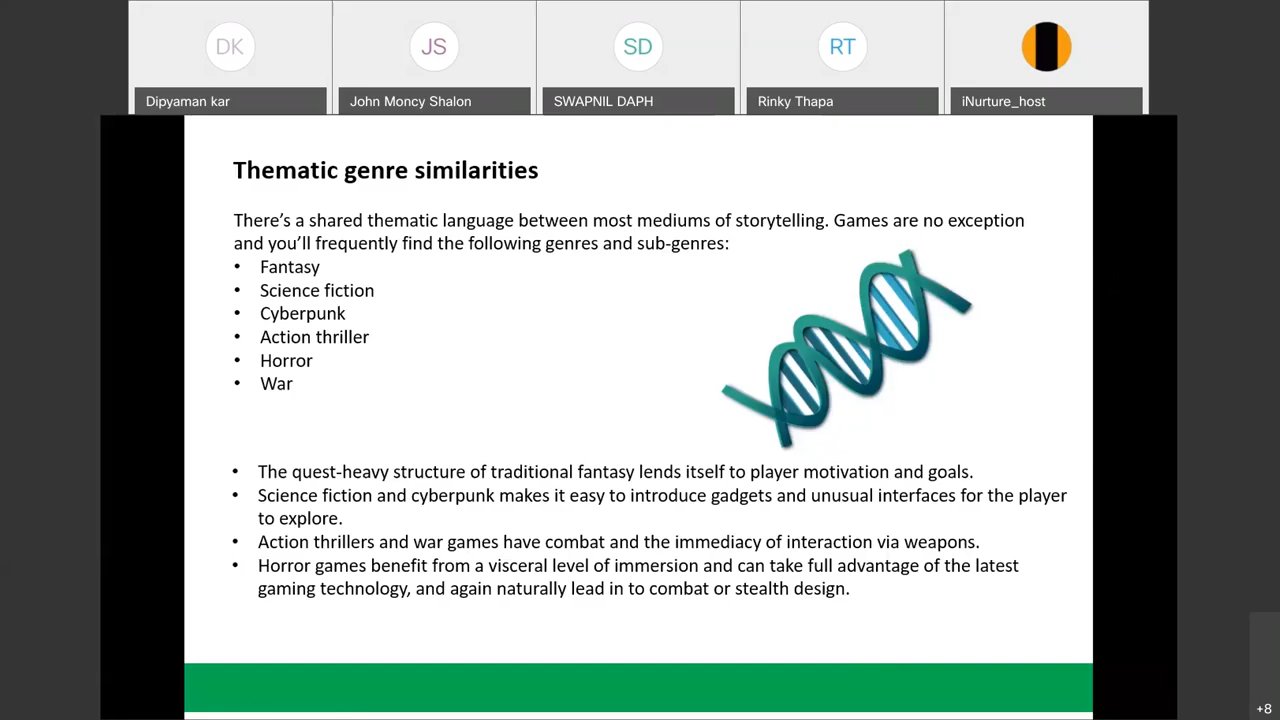 DK
JS
SD
RT
Dipyaman kar
John Moncy Shalon
SWAPNIL DAPH
Rinky Thapa
iNurture_host
Thematic genre similarities
There’s a shared thematic language between most mediums of storytelling. Games are no exception
and you’ll frequently find the following genres and sub-genres:
• Fantasy
• Science fiction
• Cyberpunk
• Action thriller
• Horror
• War
• The quest-heavy structure of traditional fantasy lends itself to player motivation and goals.
• Science fiction and cyberpunk makes it easy to introduce gadgets and unusual interfaces for the player
to explore.
• Action thrillers and war games have combat and the immediacy of interaction via weapons.
• Horror games benefit from a visceral level of immersion and can take full advantage of the latest
gaming technology, and again naturally lead in to combat or stealth design.
+8